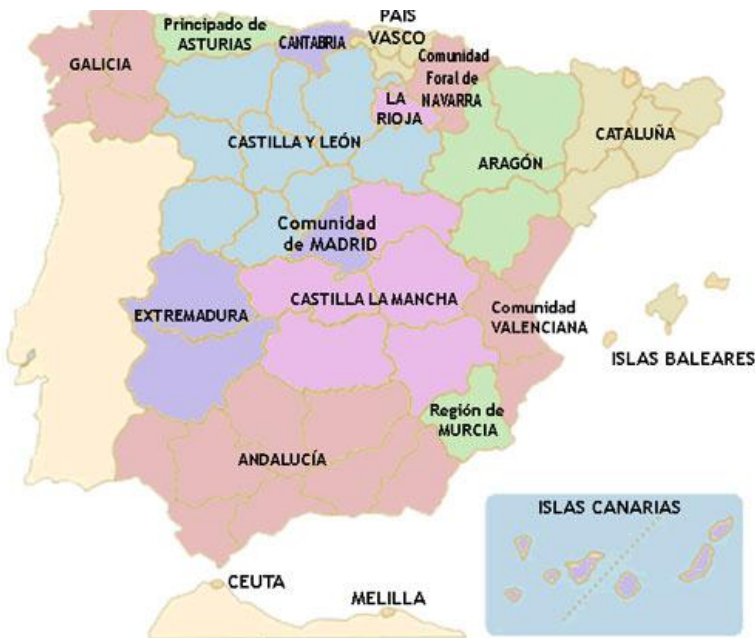 PAIS
VASCO
Principado de
ASTURIAS
CANTABRIA
GALICIA
Comunidad
Foral de
NAVARRA
LA
RIOJA
CATALUÑA
CASTILLA Y LEÓN
ARAGÓN
Comunidad
de MADRID
EXTREMADURA
CASTILLA LA MANCHA
Comunidad
VALENCIANA
ISLAS BALEARES
Región de
MURCIA
ANDALUCÍA
ISLAS CANARIAS
CEUTA
MELILLA